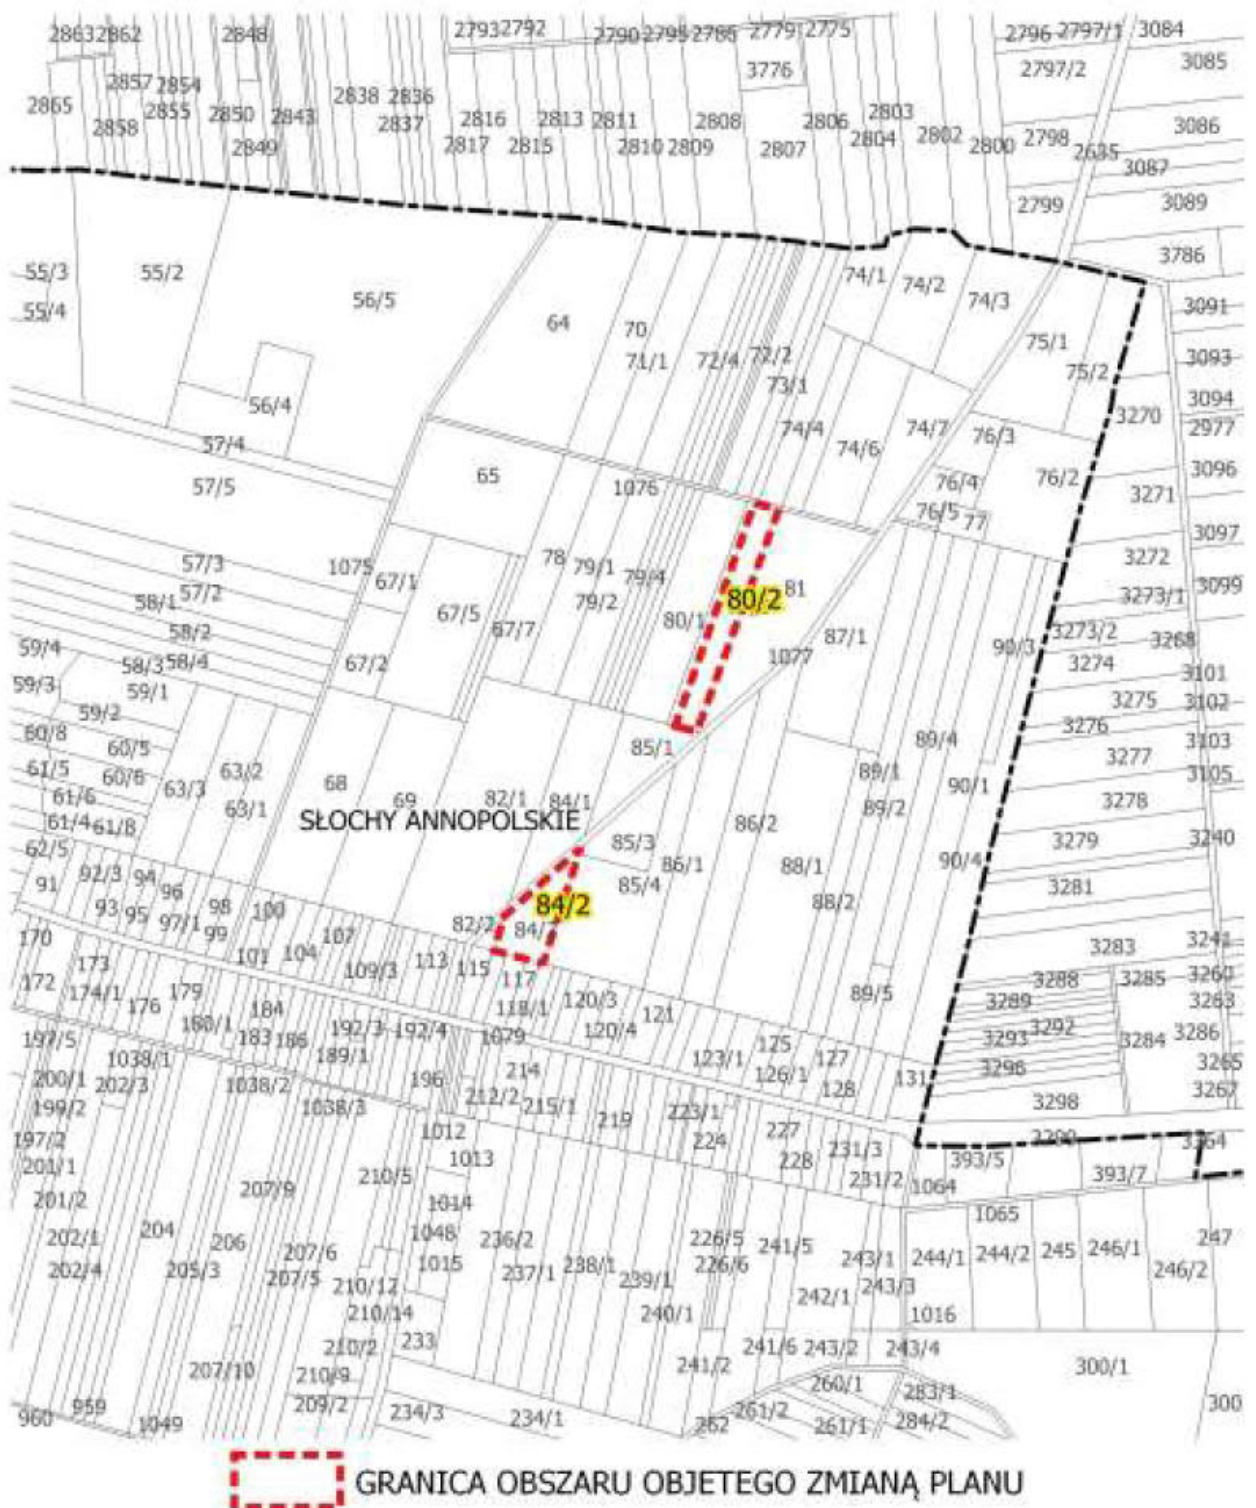 2863 2862 2848 2793 2792 2790 2795 2785 2779 2775 2796 2797/1 3084
2797/2 3085
3776
2857 2854
2865 2855 2850 2843 2838 2836 2816 2813 2811 2808 2806 2803
2858 2837 2804 2802 2798 3086
2849 2817 2815 2810 2809 2807 2800 2635
3087
2799 3089
3786
55/3 55/2 74/1 74/2 74/3
55/4 56/5 3091
64 70 75/1
71/1 72/4 72/2 75/2 3093
73/1
56/4 3094
3270
57/4 74/4 74/6 74/7 76/3 2977
57/5 65 1076 76/4 76/2 3096
3271
76/5 77
3097
57/3 1075 78 79/1 3272
57/2 67/1 79/4 81 3099
58/1 79/2 80/2 3273/1
67/5 80/1
58/2 67/7 87/1 3273/2 3268
59/4 58/3 58/4 67/2 1077 90/3 3274
3101
59/3 59/1 3275 3102
59/2 3276
60/8 60/5 85/1 89/4 3103
61/5 60/6 63/2 89/1 3277 3105
63/3 68 90/1
61/6 63/1 69 82/1 84/1 89/2 3278
61/4 61/8 SŁOCHY ANNOPOLSKIE 86/2
62/5 85/3 3279 3240
92/3 94 86/1 88/1 90/4
91 96 85/4 3281
93 95 97/1 98 100 84/2 88/2
99 107 82/2
170 101 104 3283 3241
173 109/3 113 115 3260
172 174/1 179 117 3288 3285
176 184 118/1 120/3 121 89/5 3289 3263
180/1 192/3 192/4 120/4 3292
197/5 183 186 1079 125 3293 3284 3286
1038/1 189/1 123/1 127 3265
200/1 202/3 1038/2 196 214 126/1 128 131 3298 3267
199/2 1038/3 212/2 215/1 219 223/1 3298
197/2 1012 224 227
201/1 1013 228 231/3 393/5 3264
201/2 207/9 210/5 1014 231/2 1064 393/7
202/1 204 206 1048 236/2 226/5 241/5 1065 247
202/4 205/3 207/6 1015 237/1 238/1 226/6 243/1 244/1 244/2 245 246/1
207/5 210/12 239/1 243/3 246/2
210/14 240/1 242/1 1016
210/2 233 241/6 243/2 243/4
207/10 210/9 241/2 300/1
260/1 283/1
960 959 1049 209/2 234/3 234/1 262 261/2 261/1 284/2 300
GRANICA OBSZARU OBJETEGO ZMIANĄ PLANU